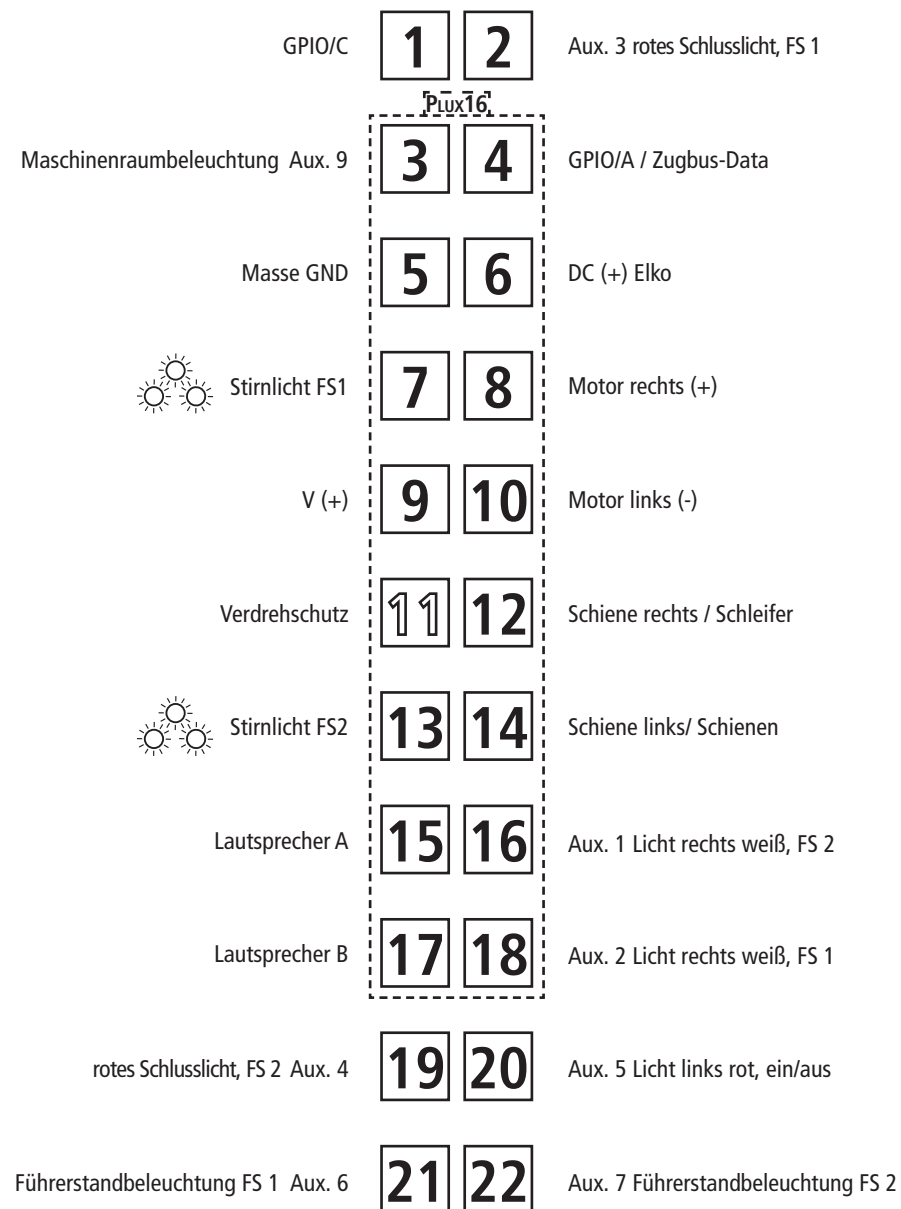 GPIO/C 1 2 Aux. 3 rotes Schlusslicht, FS 1
PLUX16
Maschinenraumbeleuchtung Aux. 9 3 4 GPIO/A / Zugbus-Data
Masse GND 5 6 DC (+) Elko
Stirnlicht FS1 7 8 Motor rechts (+)
V (+) 9 10 Motor links (-)
Verdrehschutz 11 12 Schiene rechts / Schleifer
Stirnlicht FS2 13 14 Schiene links/ Schienen
Lautsprecher A 15 16 Aux. 1 Licht rechts weiß, FS 2
Lautsprecher B 17 18 Aux. 2 Licht rechts weiß, FS 1
rotes Schlusslicht, FS 2 Aux. 4 19 20 Aux. 5 Licht links rot, ein/aus
Führerstandbeleuchtung FS 1 Aux. 6 21 22 Aux. 7 Führerstandbeleuchtung FS 2